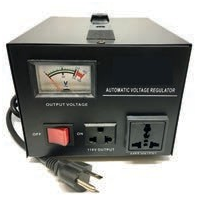 V
AUTOMATIC VOLTAGE REGULATOR
OUTPUT VOLTAGE
OFF
ON
110V OUTPUT